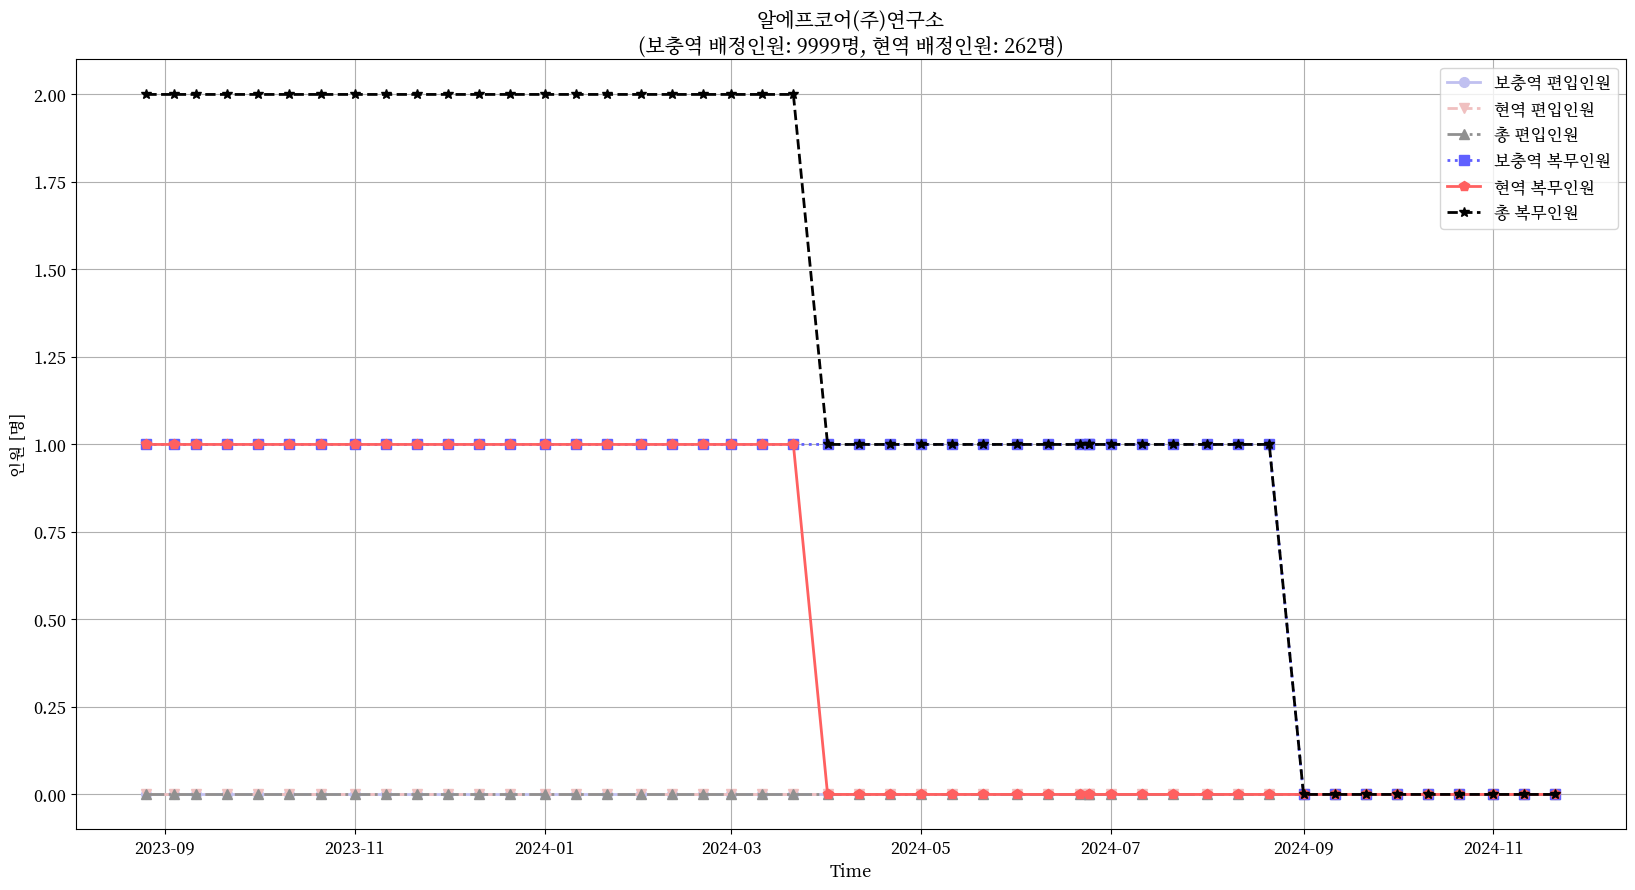 알에프코어(주)연구소
(보충역 배정인원: 9999명, 현역 배정인원: 262명)
보충역 편입인원
현역 편입인원
총 편입인원
보충역 복무인원
현역 복무인원
총 복무인원
2.00
1.75
1.50
1.25
1.00
0.75
0.50
0.25
0.00
인원 [명]
2023-09 2023-11 2024-01 2024-03 2024-05 2024-07 2024-09 2024-11
Time